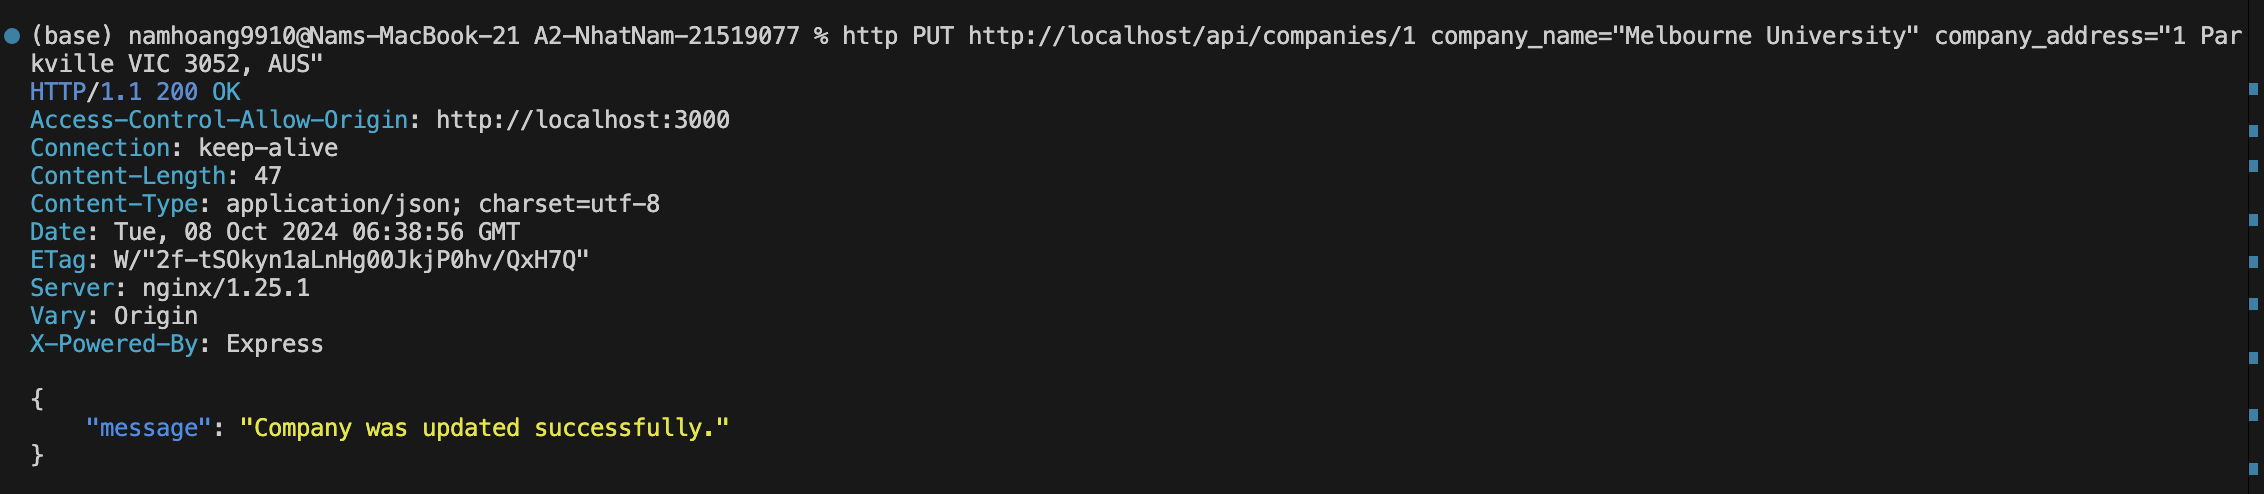 (base) namhoang9910@Nams-MacBook-21 A2-NhatNam-21519077 % http PUT http://localhost/api/companies/1 company_name="Melbourne University" company_address="1 Par
kville VIC 3052, AUS"
HTTP/1.1 200 OK
Access-Control-Allow-Origin: http://localhost:3000
Connection: keep-alive
Content-Length: 47
Content-Type: application/json; charset=utf-8
Date: Tue, 08 Oct 2024 06:38:56 GMT
ETag: W/"2f-tSOkyn1aLnHg00JkjP0hv/QxH7Q"
Server: nginx/1.25.1
Vary: Origin
X-Powered-By: Express
{
    "message": "Company was updated successfully."
}